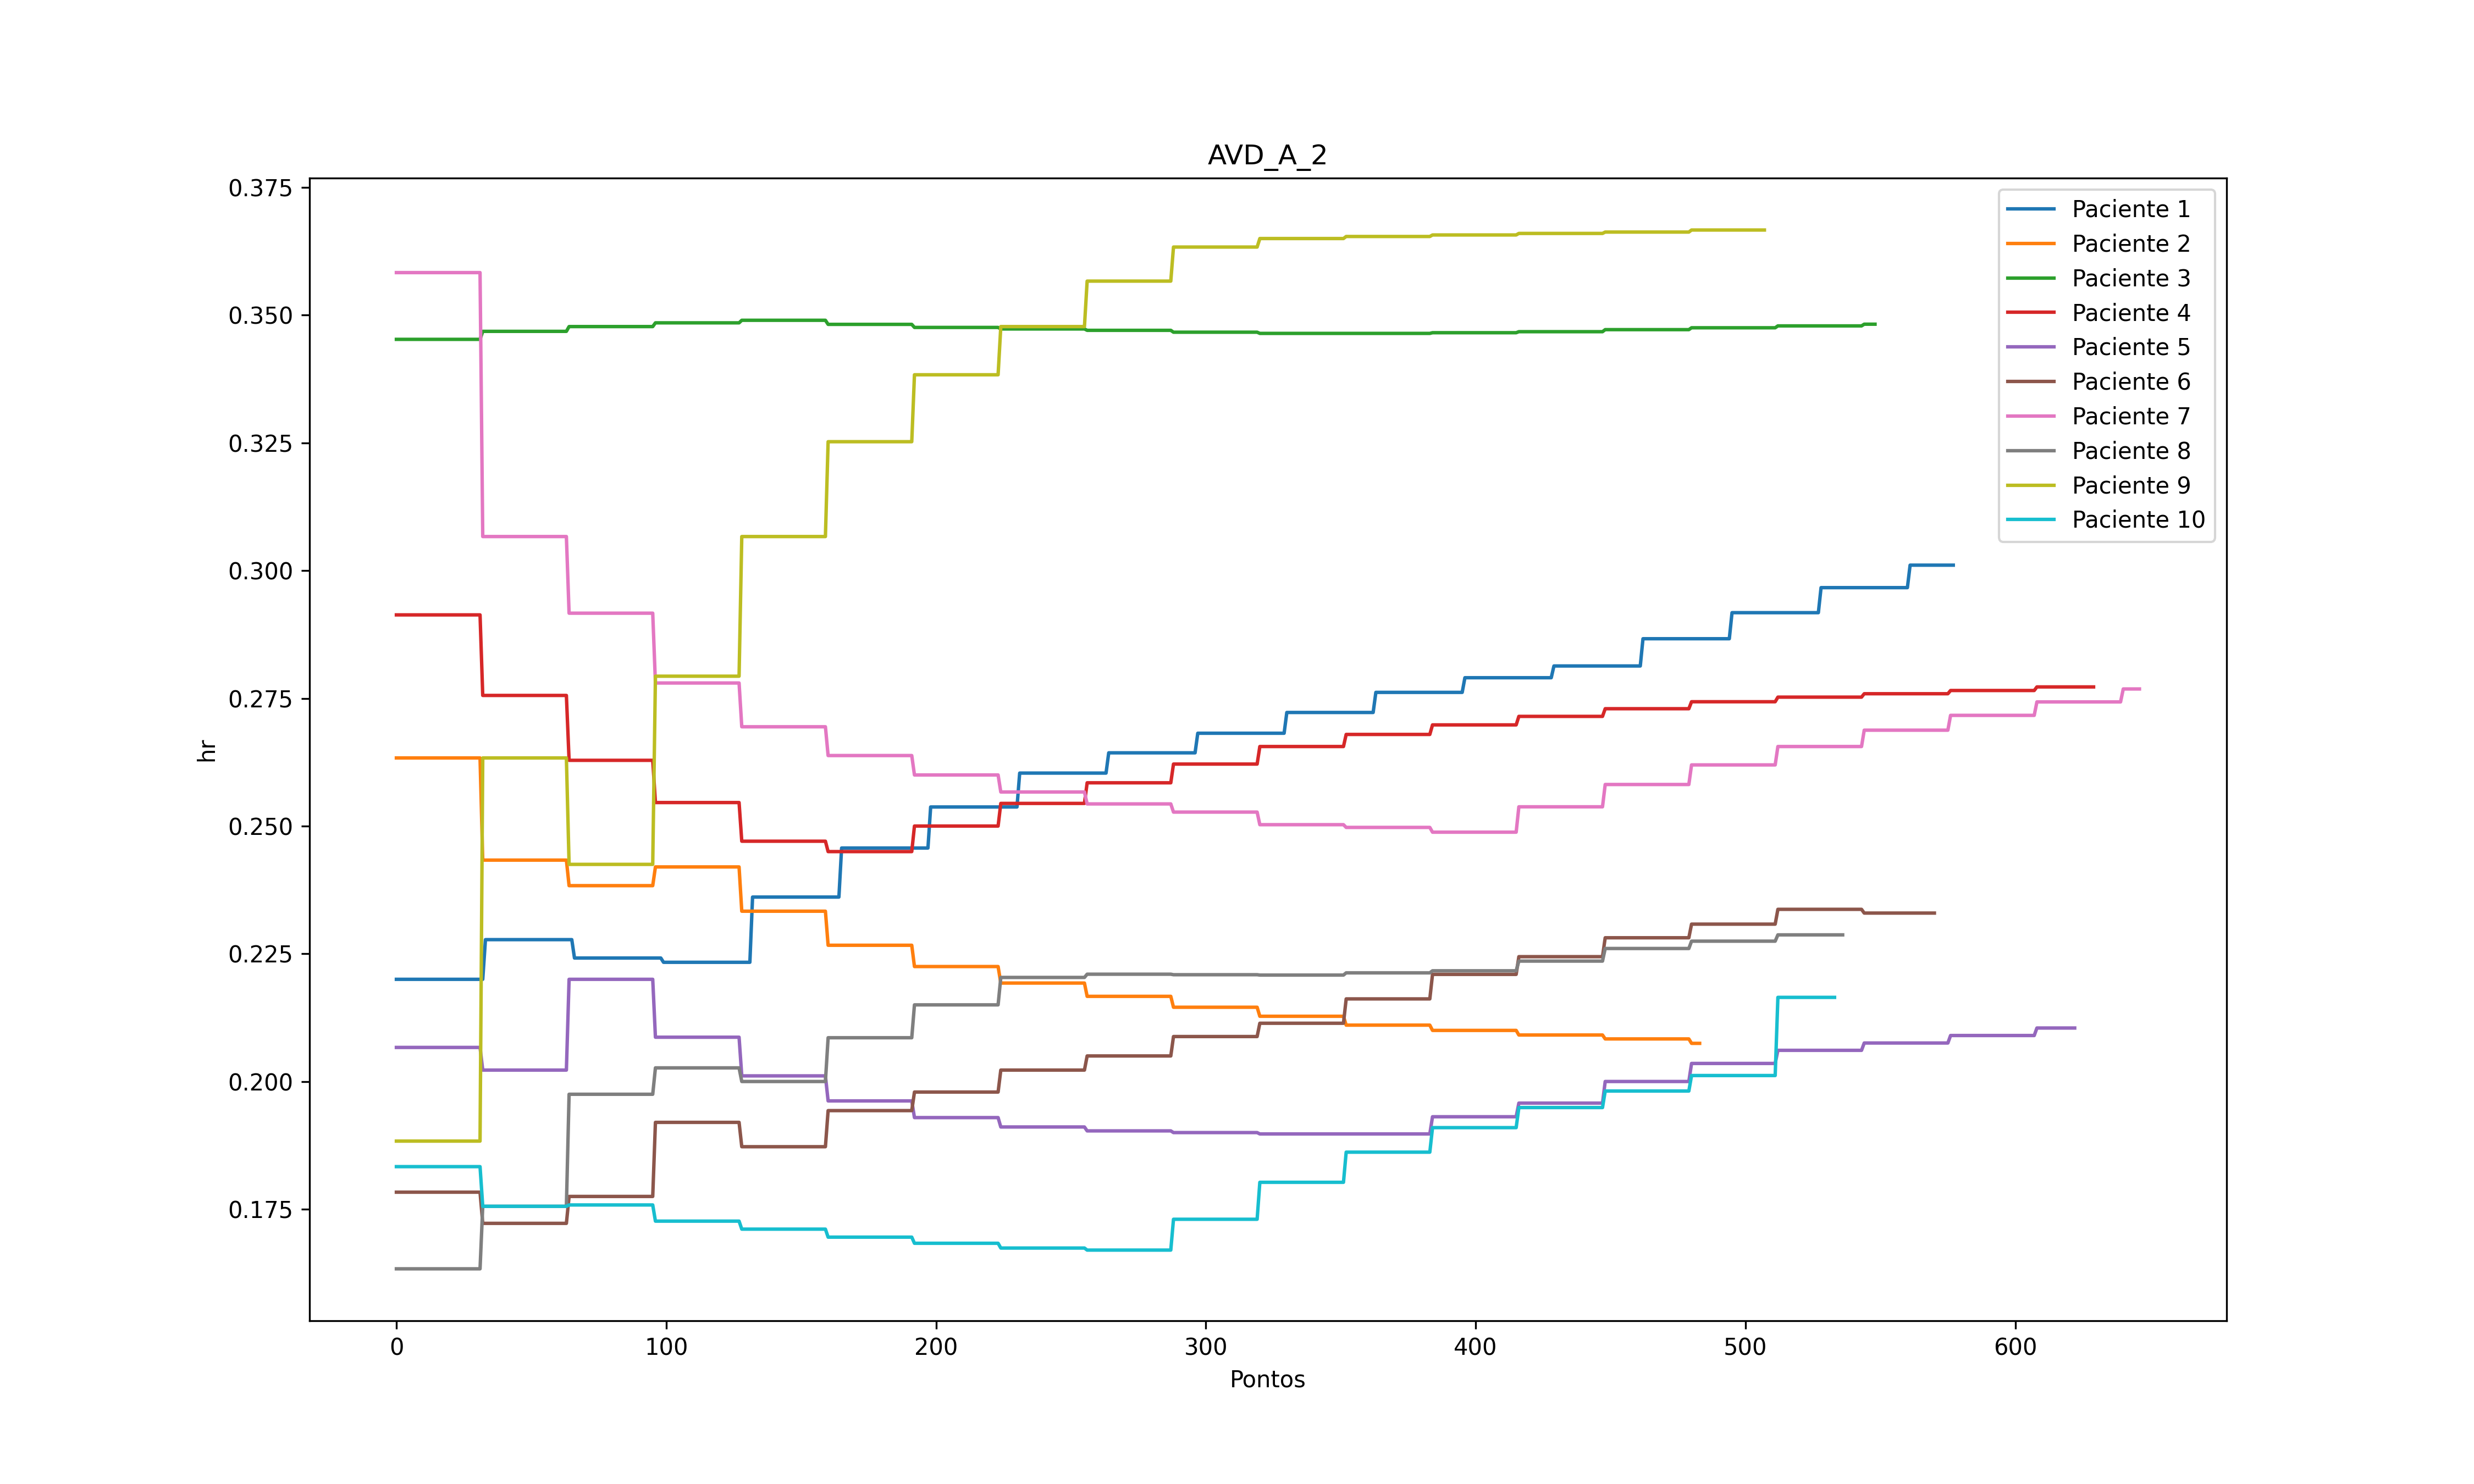 AVD_A_2
0.375
0.350
0.325
0.300
0.275
0.250
0.225
0.200
0.175
hr
0
100
200
300
400
500
600
Pontos
Paciente 1
Paciente 2
Paciente 3
Paciente 4
Paciente 5
Paciente 6
Paciente 7
Paciente 8
Paciente 9
Paciente 10